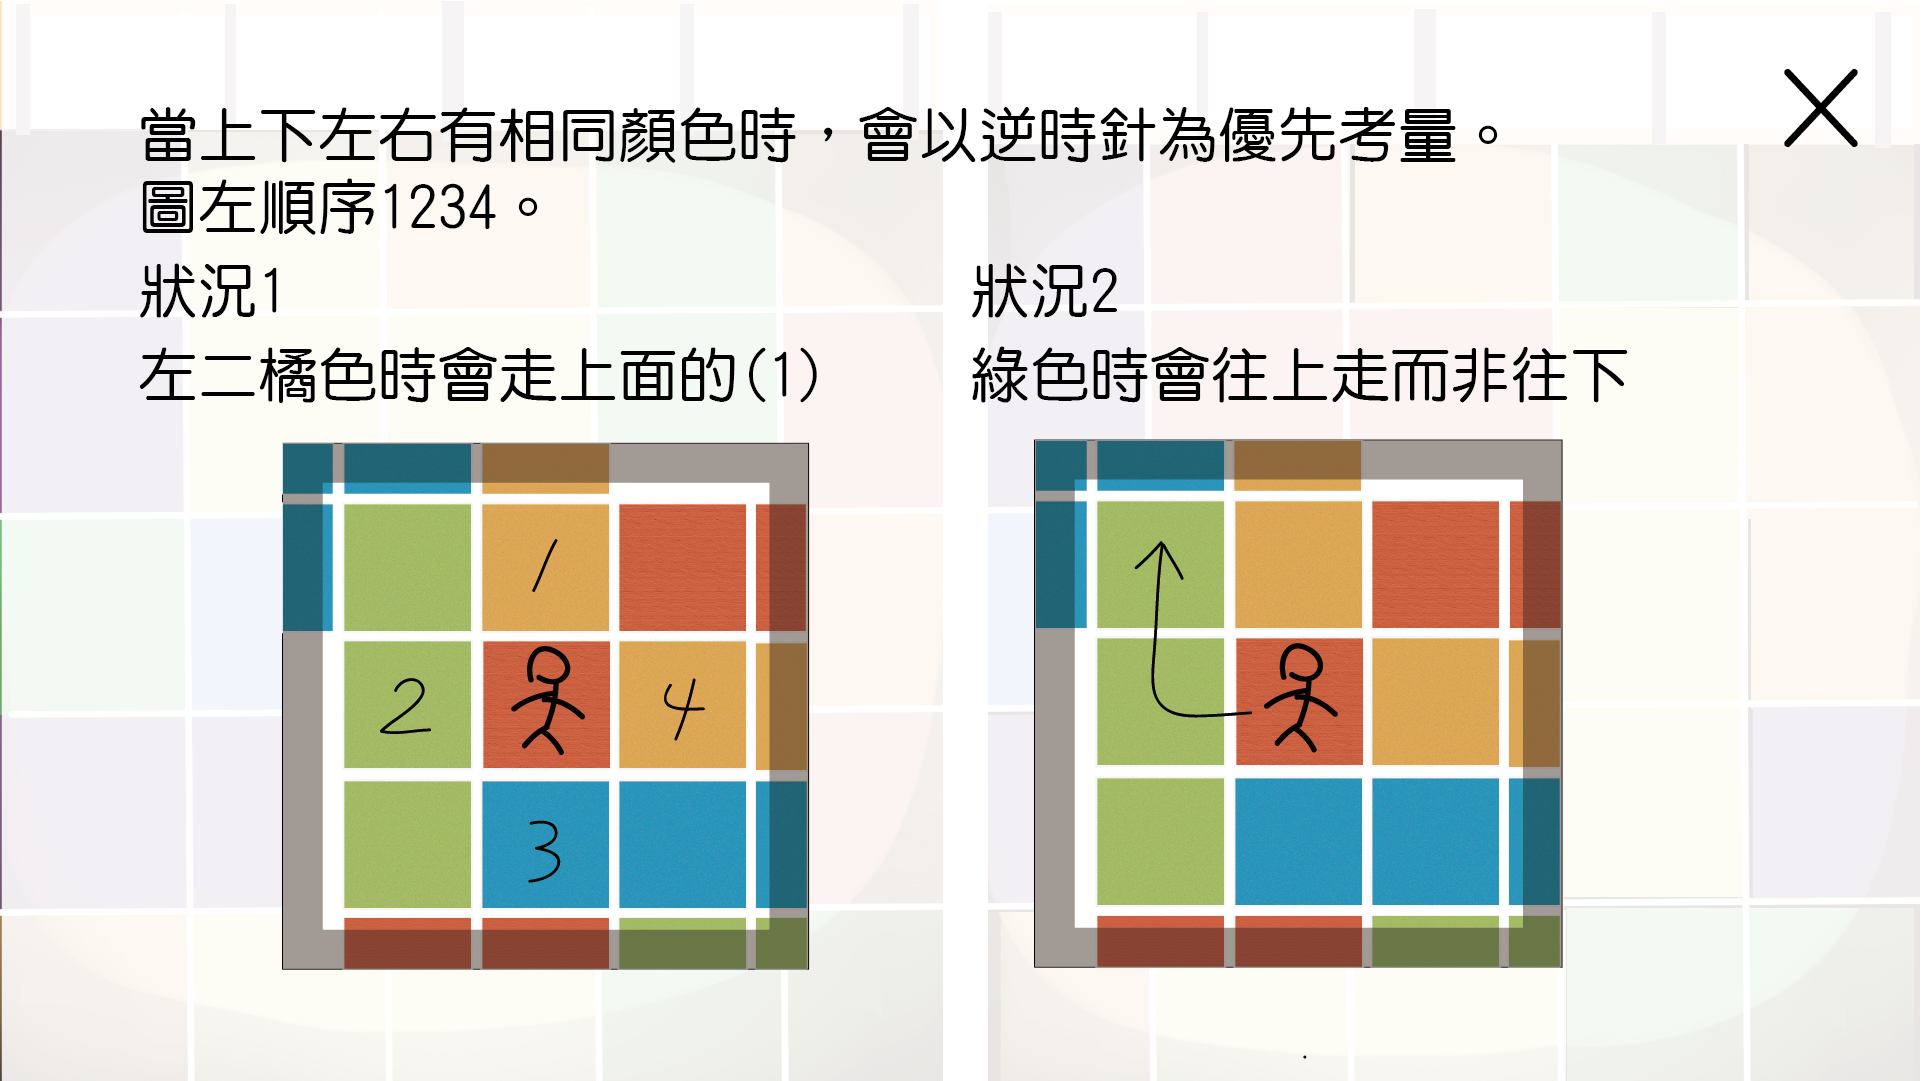 當上下左右有相同顏色時，會以逆時針為優先考量。
圖左順序1234。
狀況1
左二橘色時會走上面的(1)
1
2
4
3
狀況2
綠色時會往上走而非往下